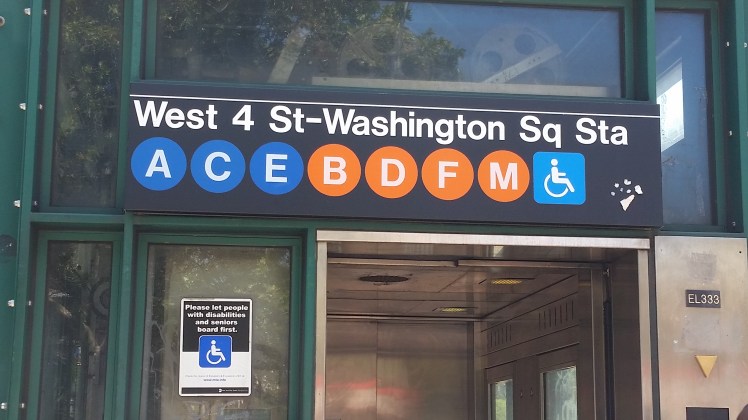 West 4 St-Washington Sq Sta
A C E B D F M
EL333
Please let people
with disabilities
and seniors
board first.